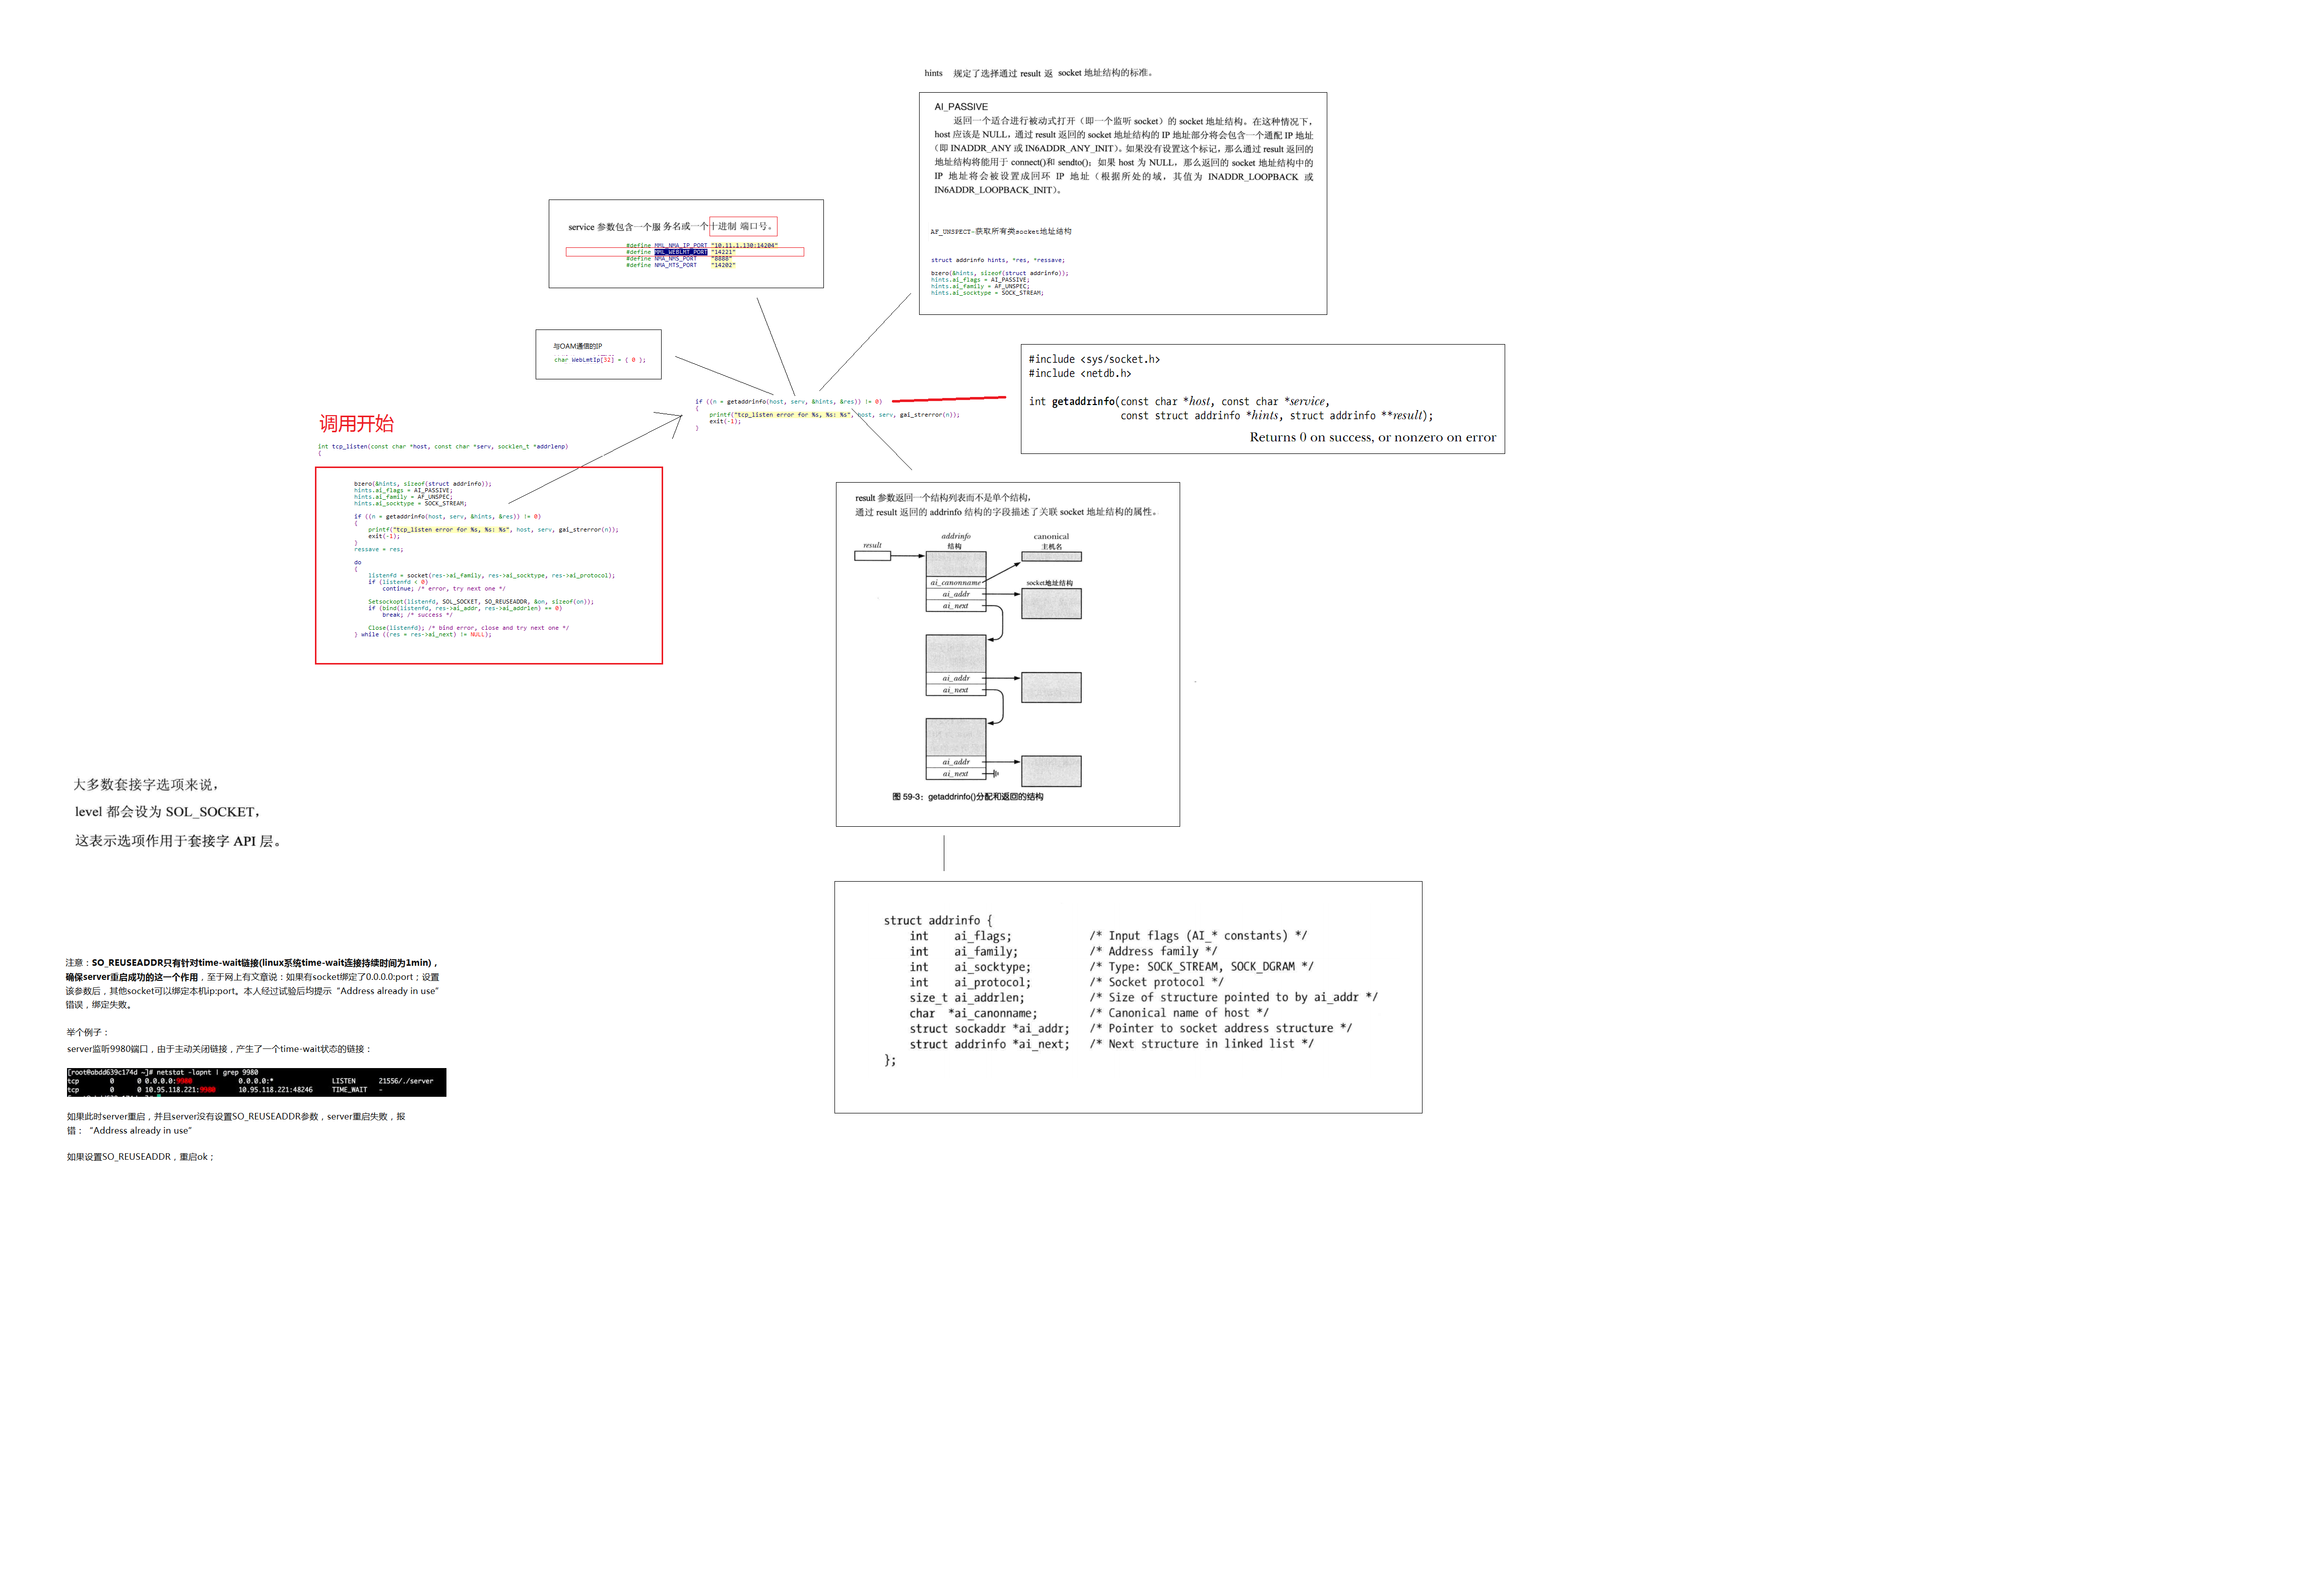 hints 规定了选择通过 result 返 socket 地址结构的标准。
AI_PASSIVE
返回一个适合进行被动式打开（即一个监听 socket）的 socket 地址结构。在这种情况下，
host 应该是 NULL，通过 result 返回的 socket 地址结构的 IP 地址部分将会包含一个通配 IP 地址
（即 INADDR_ANY 或 IN6ADDR_ANY_INIT）。如果没有设置这个标记，那么通过 result 返回的
地址结构将能用于 connect()和 sendto()；如果 host 为 NULL，那么返回的 socket 地址结构中的
IP 地址将会被设置成回环 IP 地址（根据所处的域，其值为 INADDR_LOOPBACK 或
IN6ADDR_LOOPBACK_INIT）。
AF_UNSPECT-获取所有类socket地址结构
struct addrinfo hints, *res, *ressave;
bzero(&hints, sizeof(struct addrinfo));
hints.ai_flags = AI_PASSIVE;
hints.ai_family = AF_UNSPEC;
hints.ai_socktype = SOCK_STREAM;
service 参数包含一个服 务名或一个十进制 端口号。
#define MML_NMA_IP_PORT "10.11.1.130:14204"
#define MML_WEBLMT_PORT "14221"
#define NMA_NMS_PORT "8888"
#define NMA_MTS_PORT "14202"
与OAM通信的IP
char WebLmtIp[32] = { 0 };
#include <sys/socket.h>
#include <netdb.h>
int getaddrinfo(const char *host, const char *service,
const struct addrinfo *hints, struct addrinfo **result);
Returns 0 on success, or nonzero on error
if ((n = getaddrinfo(host, serv, &hints, &res)) != 0)
{
printf("tcp_listen error for %s, %s: %s", host, serv, gai_strerror(n));
exit(-1);
}
调用开始
int tcp_listen(const char *host, const char *serv, socklen_t *addrlenp)
{
bzero(&hints, sizeof(struct addrinfo));
hints.ai_flags = AI_PASSIVE;
hints.ai_family = AF_UNSPEC;
hints.ai_socktype = SOCK_STREAM;
if ((n = getaddrinfo(host, serv, &hints, &res)) != 0)
{
printf("tcp_listen error for %s, %s: %s", host, serv, gai_strerror(n));
exit(-1);
}
ressave = res;
do
{
listenfd = socket(res->ai_family, res->ai_socktype, res->ai_protocol);
if (listenfd < 0)
continue; /* error, try next one */
Setsockopt(listenfd, SOL_SOCKET, SO_REUSEADDR, &on, sizeof(on));
if (bind(listenfd, res->ai_addr, res->ai_addrlen) == 0)
break; /* success */
Close(listenfd); /* bind error, close and try next one */
} while ((res = res->ai_next) != NULL);
result 参数返回一个结构列表而不是单个结构，
通过 result 返回的 addrinfo 结构的字段描述了关联 socket 地址结构的属性。
result
addrinfo
结构
canonical
主机名
ai_canonname
socket地址结构
ai_addr
ai_next
ai_addr
ai_next
ai_addr
ai_next
图 59-3：getaddrinfo()分配和返回的结构
大多数套接字选项来说，
level 都会设为 SOL_SOCKET，
这表示选项作用于套接字 API 层。
struct addrinfo {
int ai_flags; /* Input flags (AI_* constants) */
int ai_family; /* Address family */
int ai_socktype; /* Type: SOCK_STREAM, SOCK_DGRAM */
int ai_protocol; /* Socket protocol */
size_t ai_addrlen; /* Size of structure pointed to by ai_addr */
char *ai_canonname; /* Canonical name of host */
struct sockaddr *ai_addr; /* Pointer to socket address structure */
struct addrinfo *ai_next; /* Next structure in linked list */
};
注意：SO_REUSEADDR只有针对time-wait链接(linux系统time-wait连接持续时间为1min)，
确保server重启成功的这一个作用，至于网上有文章说：如果有socket绑定了0.0.0.0:port；设置
该参数后，其他socket可以绑定本机ip:port。本人经过试验后均提示“Address already in use”
错误，绑定失败。
举个例子：
server监听9980端口，由于主动关闭链接，产生了一个time-wait状态的链接：
[root@abdd639c174d ~]# netstat -lapnt | grep 9980
tcp 0 0 0.0.0.0:9980 0.0.0.0:* LISTEN 21556/./server
tcp 0 0 10.95.118.221:9980 10.95.118.221:48246 TIME_WAIT -
如果此时server重启，并且server没有设置SO_REUSEADDR参数，server重启失败，报
错：“Address already in use”
如果设置SO_REUSEADDR，重启ok；